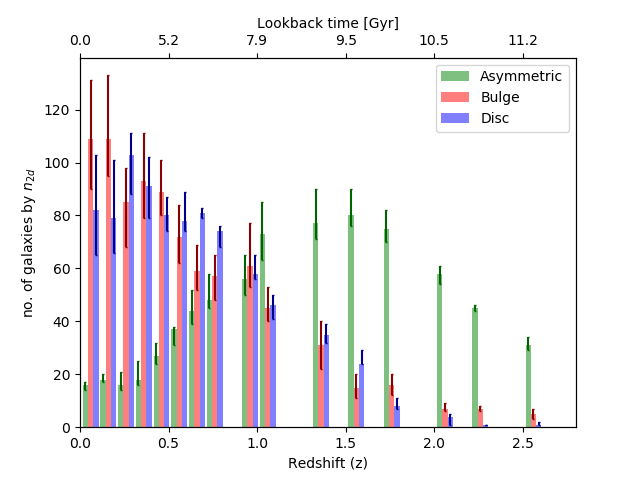 Lookback time [Gyr]
0.0 5.2 7.9 9.5 10.5 11.2
Asymmetric
Bulge
Disc
no. of galaxies by n2d
120
100
80
60
40
20
0
0.0 0.5 1.0 1.5 2.0 2.5
Redshift (z)